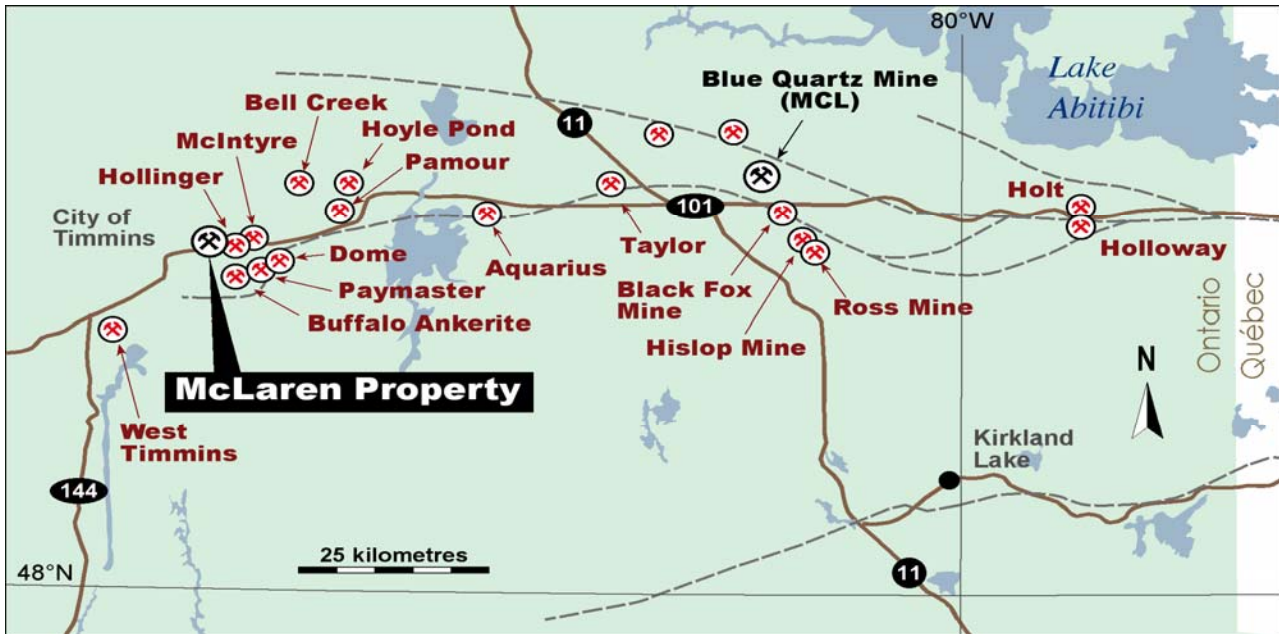 80°W
Lake
Abitibi
Blue Quartz Mine
(MCL)
Bell Creek
11
Hoyle Pond
McIntyre
Pamour
Hollinger
Holt
City of
Timmins
101
Taylor
Holloway
Dome
Aquarius
Paymaster
Black Fox
Mine
Ross Mine
Buffalo Ankerite
Hislop Mine
Ontario
Québec
N
McLaren Property
West
Timmins
Kirkland
Lake
144
25 kilometres
48°N
11